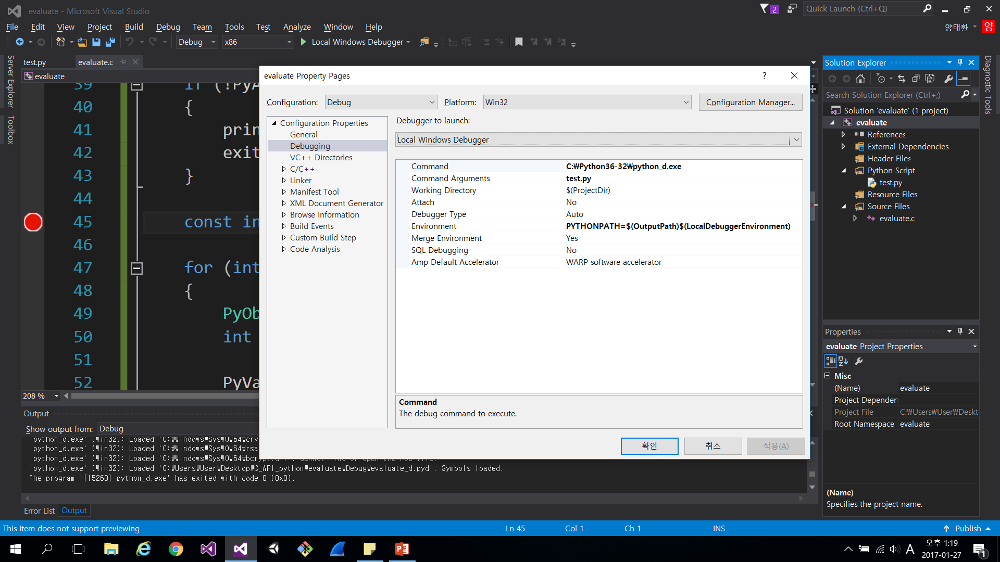 evaluate - Microsoft Visual Studio
2
Quick Launch (Ctrl+Q)
File Edit View Project Build Debug Team Tools Test Analyze Window Help
양태환
양
Debug x86 Local Windows Debugger
Server Explorer
Toolbox
test.py evaluate.c
evaluate
39 if (!PyA
40 {
41 prin
42 exit
43 }
44
45 const in
46
47 for (int
48 {
49 PyOb
50 int
51
52 PyVa
208 %
evaluate Property Pages
?
Configuration: Debug Platform: Win32 Configuration Manager...
Configuration Properties
General
Debugging
VC++ Directories
C/C++
Linker
Manifest Tool
XML Document Generator
Browse Information
Build Events
Custom Build Step
Code Analysis
Debugger to launch:
Local Windows Debugger
Command C:₩Python36-32₩python_d.exe
Command Arguments test.py
Working Directory $(ProjectDir)
Attach No
Debugger Type Auto
Environment PYTHONPATH=$(OutputPath)$(LocalDebuggerEnvironment)
Merge Environment Yes
SQL Debugging No
Amp Default Accelerator WARP software accelerator
Command
The debug command to execute.
확인 취소 적용(A)
Output
Show output from: Debug
'python_d.exe' (Win32): Loaded 'C:₩Windows₩SysWOW64₩cry
'python_d.exe' (Win32): Loaded 'C:₩Windows₩SysWOW64₩rsa
'python_d.exe' (Win32): Loaded 'C:₩Windows₩SysWOW64₩bcrypt.dll'. Cannot find or open the PDB file.
'python_d.exe' (Win32): Loaded 'C:₩Users₩User₩Desktop₩C_API_python₩evaluate₩Debug₩evaluate_d.pyd'. Symbols loaded.
The program '[15260] python_d.exe' has exited with code 0 (0x0).
Error List Output
Solution Explorer
Search Solution Explorer (Ctrl+;)
Solution 'evaluate' (1 project)
evaluate
References
External Dependencies
Header Files
Python Script
test.py
Resource Files
Source Files
evaluate.c
Diagnostic Tools
Properties
evaluate Project Properties
Misc
(Name) evaluate
Project Dependen
Project File C:₩Users₩User₩Deskt
Root Namespace evaluate
(Name)
Specifies the project name.
This item does not support previewing Ln 45 Col 1 Ch 1 INS Publish
A
오후 1:19
2017-01-27
1